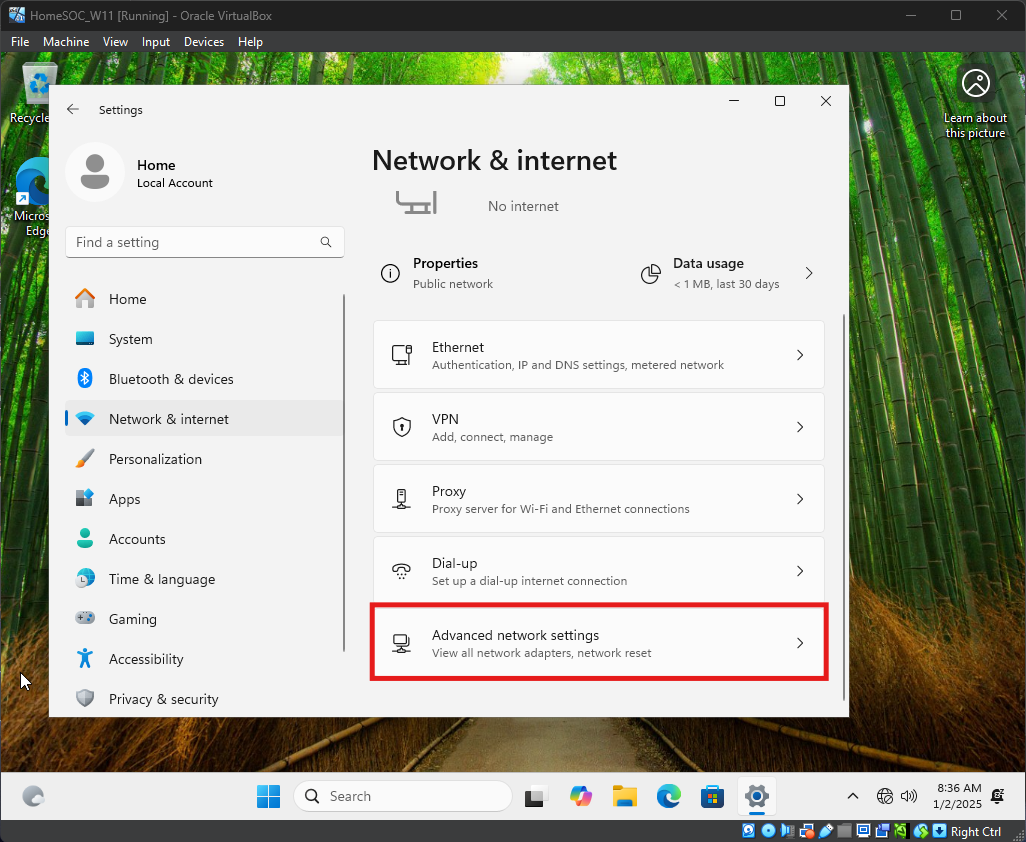 HomeSOC_W11 [Running] - Oracle VirtualBox
File Machine View Input Devices Help
Recycle
Learn about
this picture
Micros
Edge
Settings
Home
Local Account
Find a setting
Home
System
Bluetooth & devices
Network & internet
Personalization
Apps
Accounts
Time & language
Gaming
Accessibility
Privacy & security
Network & internet
No internet
Properties
Public network
Data usage
< 1 MB, last 30 days
Ethernet
Authentication, IP and DNS settings, metered network
VPN
Add, connect, manage
Proxy
Proxy server for Wi-Fi and Ethernet connections
Dial-up
Set up a dial-up internet connection
Advanced network settings
View all network adapters, network reset
Search
8:36 AM
1/2/2025
Right Ctrl